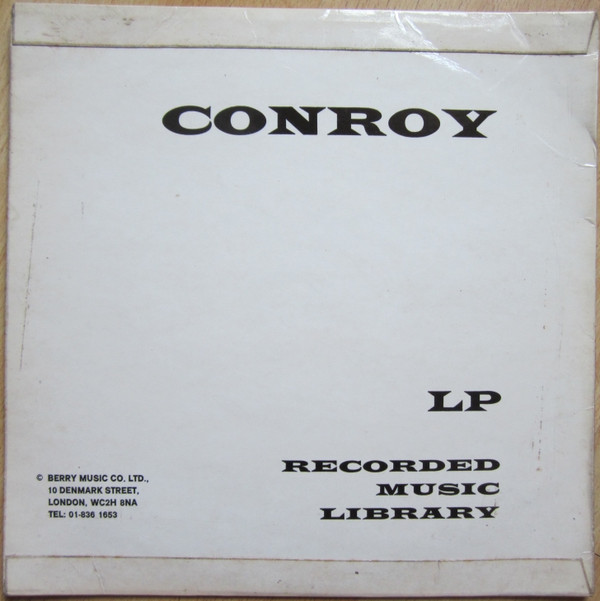 CONROY
LP
RECORDED
MUSIC
LIBRARY
© BERRY MUSIC CO. LTD.,
10 DENMARK STREET,
LONDON, WC2H 8NA
TEL: 01-836 1653